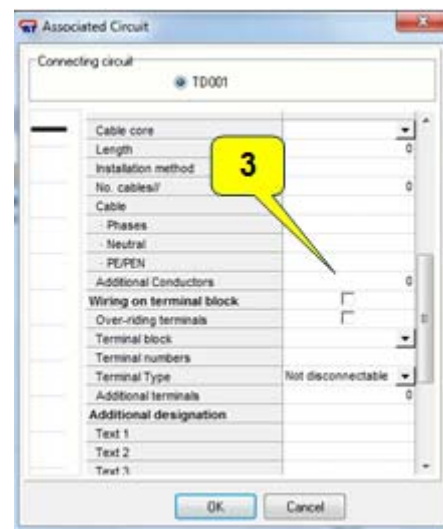 Associated Circuit
Connecting circuit
TD001
Cable core
Length 0
Installation method
3
No. cables// 0
Cable
- Phases
- Neutral
- PE/PEN
Additional Conductors 0
Wiring on terminal block
Over-riding terminals
Terminal block
Terminal numbers
Terminal Type Not disconnectable
Additional terminals 0
Additional designation
Text 1
Text 2
Text 3
OK Cancel